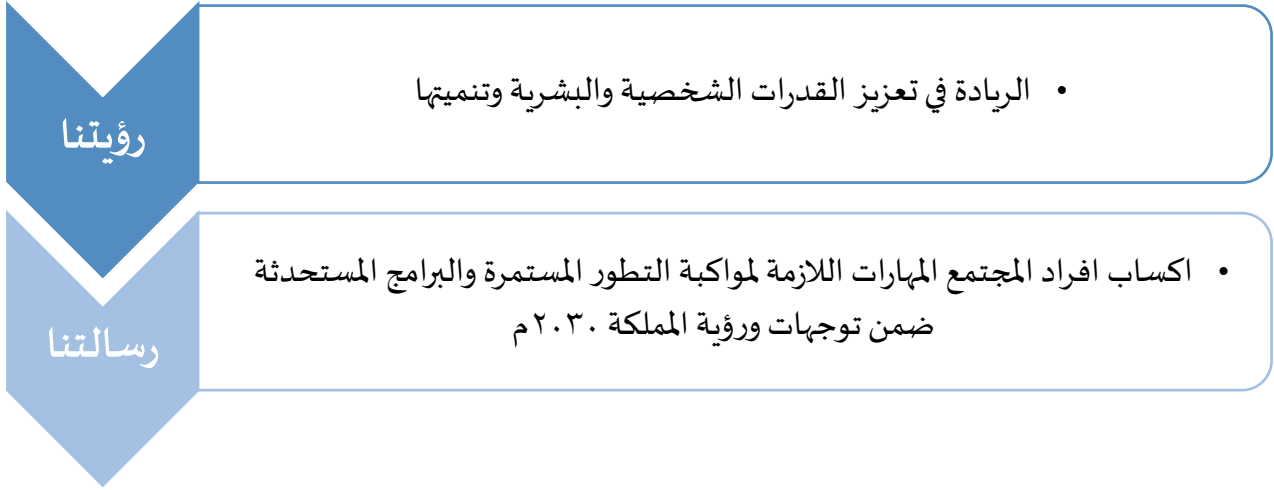 رؤيتنا
• الريادة في تعزيز القدرات الشخصية والبشرية وتنميتها
رسالتنا
• اكساب افراد المجتمع المهارات اللازمة لمواكبة التطور المستمرة والبرامج المستحدثة
ضمن توجهات ورؤية المملكة ٢٠٣٠م